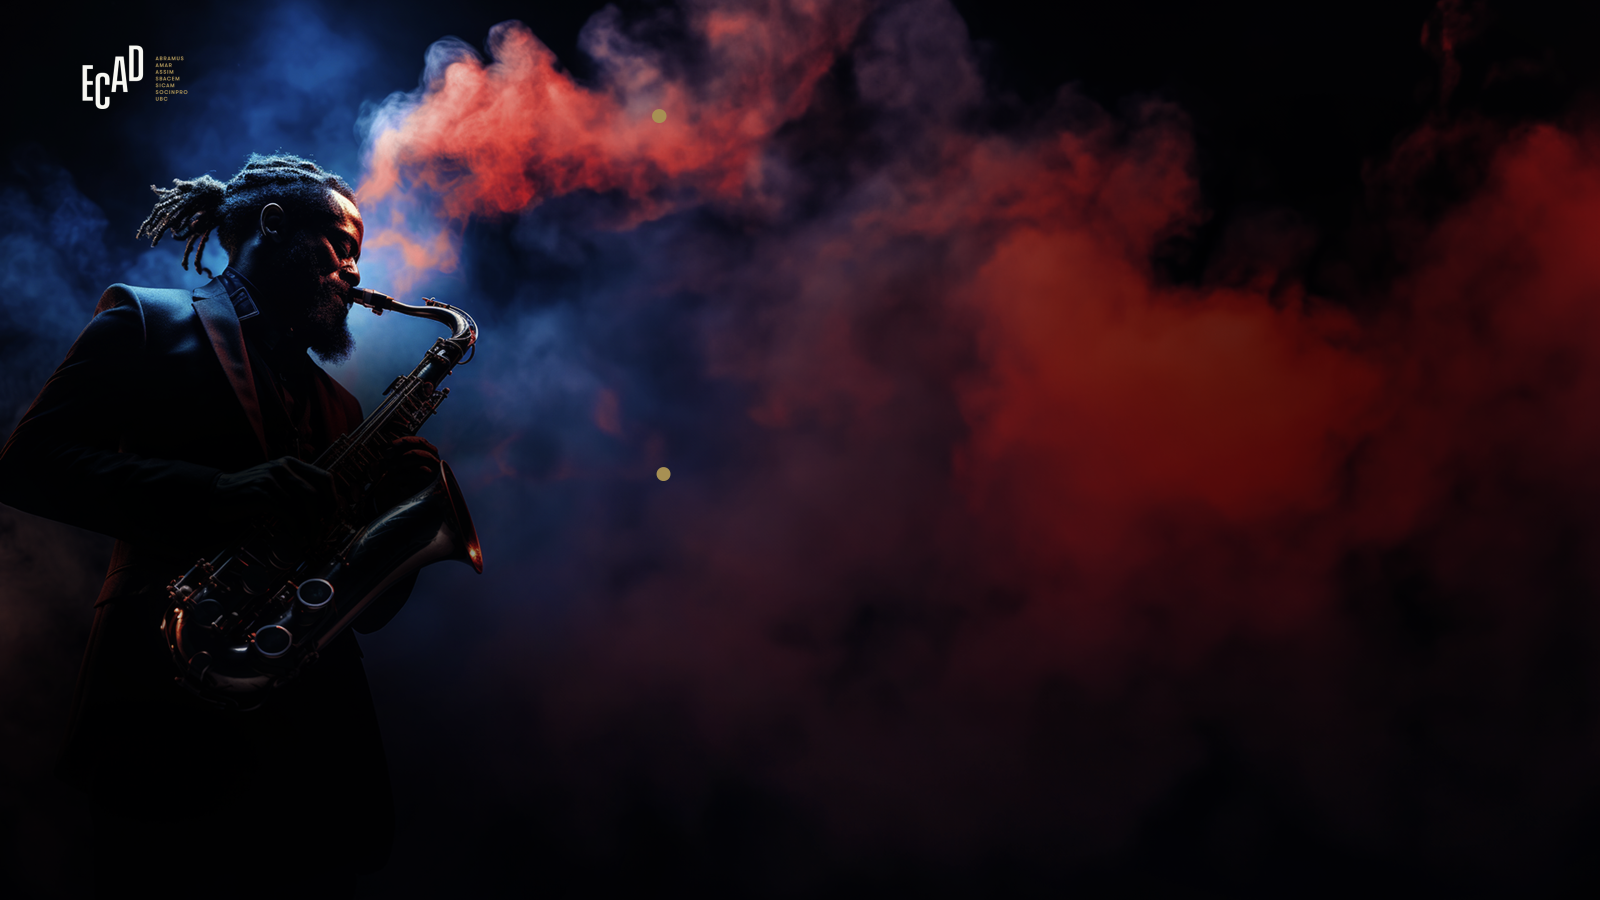 ECAD
ABRAMUS
AMAR
ASSIM
SBACEM
SICAM
SOCINPRO
UBC